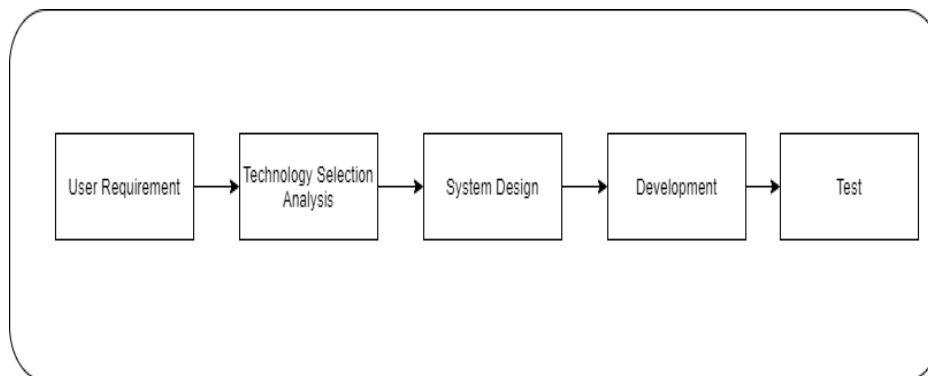 User Requirement
Technology Selection
Analysis
System Design
Development
Test